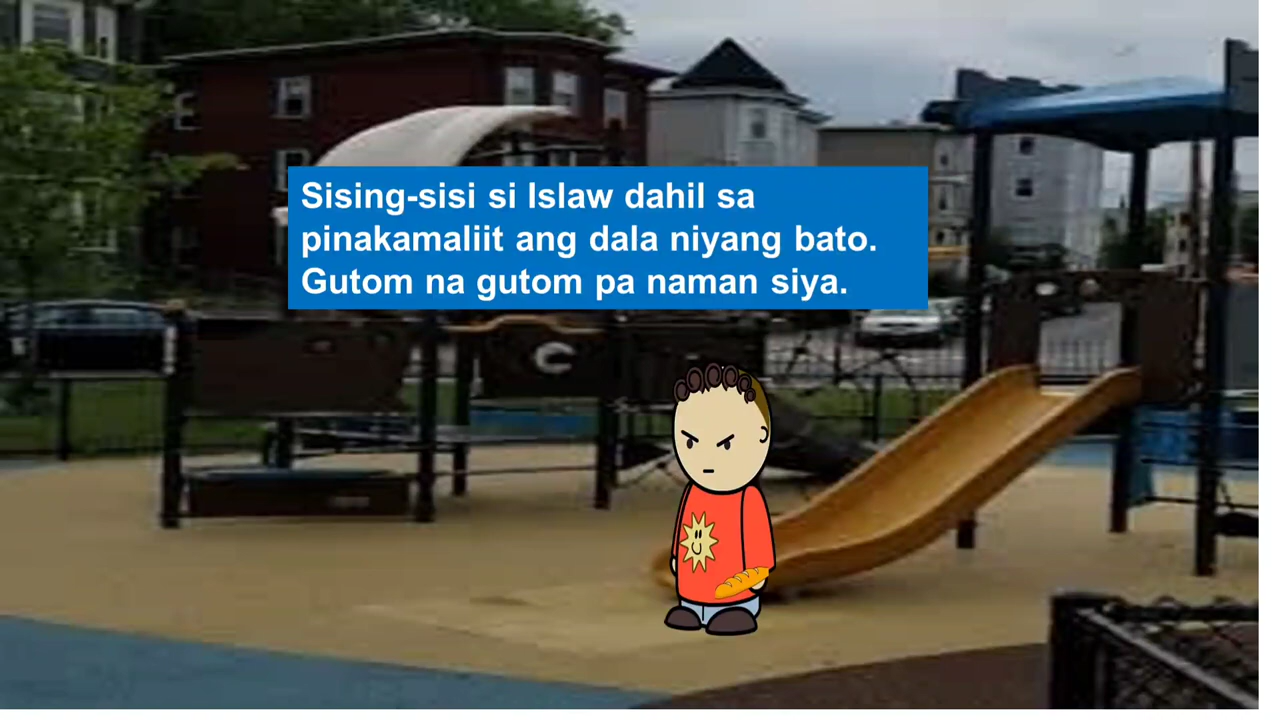 Sising-sisi si Islaw dahil sa
pinakamaliit ang dala niyang bato.
Gutom na gutom pa naman siya.